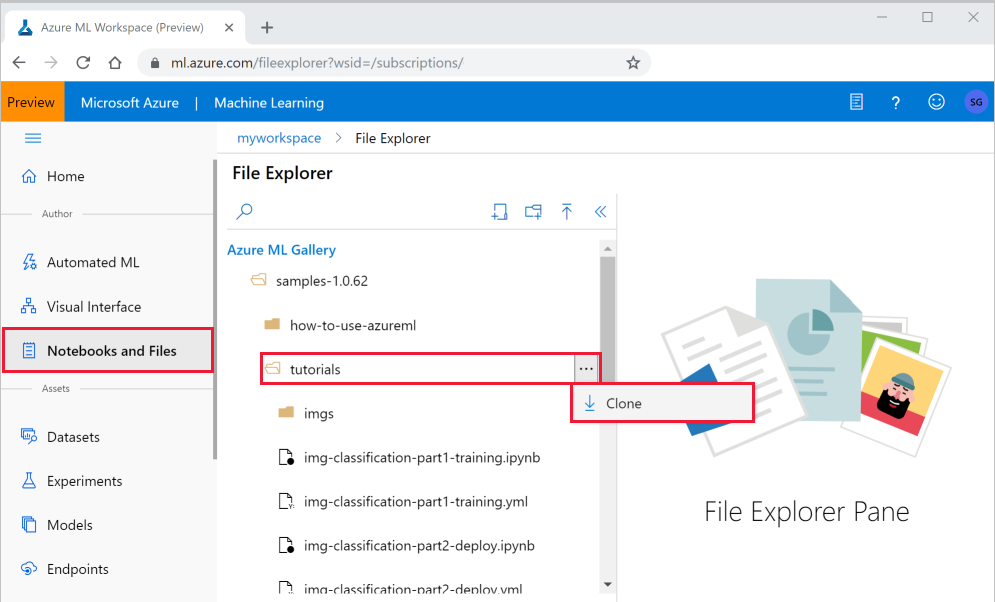 Azure ML Workspace (Preview)
ml.azure.com/fileexplorer?wsid=/subscriptions/
Preview Microsoft Azure | Machine Learning ? SG
myworkspace > File Explorer
File Explorer
Home
Author
Automated ML
Visual Interface
Notebooks and Files
Assets
Datasets
Experiments
Models
Endpoints
Azure ML Gallery
samples-1.0.62
how-to-use-azureml
tutorials ...
Clone
imgs
img-classification-part1-training.ipynb
img-classification-part1-training.yml
img-classification-part2-deploy.ipynb
img-classification-part2-deploy.yml
File Explorer Pane